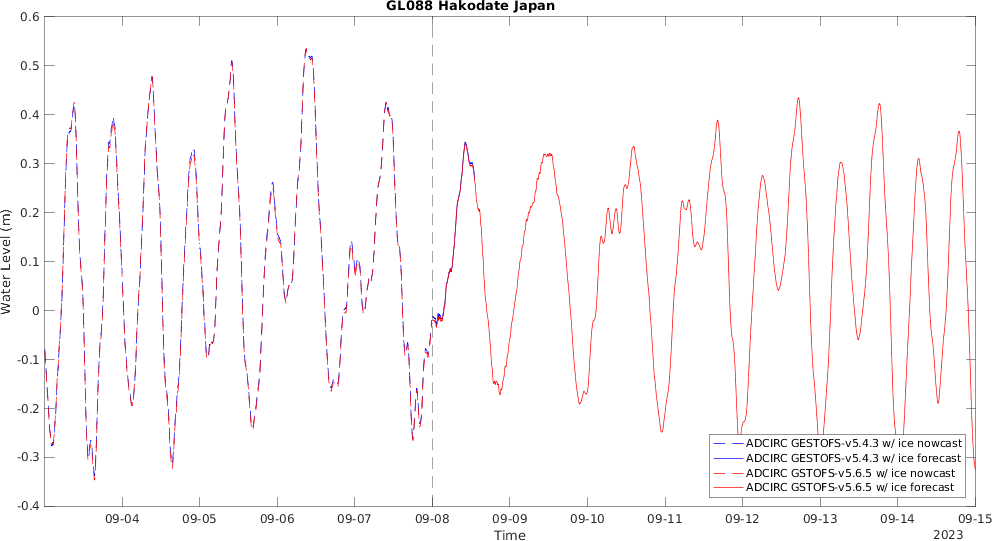 GL088 Hakodate Japan
0.6
0.5
0.4
0.3
0.2
0.1
0
-0.1
-0.2
-0.3
-0.4
Water Level (m)
ADCIRC GESTOFS-v5.4.3 w/ ice nowcast
ADCIRC GESTOFS-v5.4.3 w/ ice forecast
ADCIRC GSTOFS-v5.6.5 w/ ice nowcast
ADCIRC GSTOFS-v5.6.5 w/ ice forecast
09-04 09-05 09-06 09-07 09-08 09-09 09-10 09-11 09-12 09-13 09-14 09-15
Time
2023